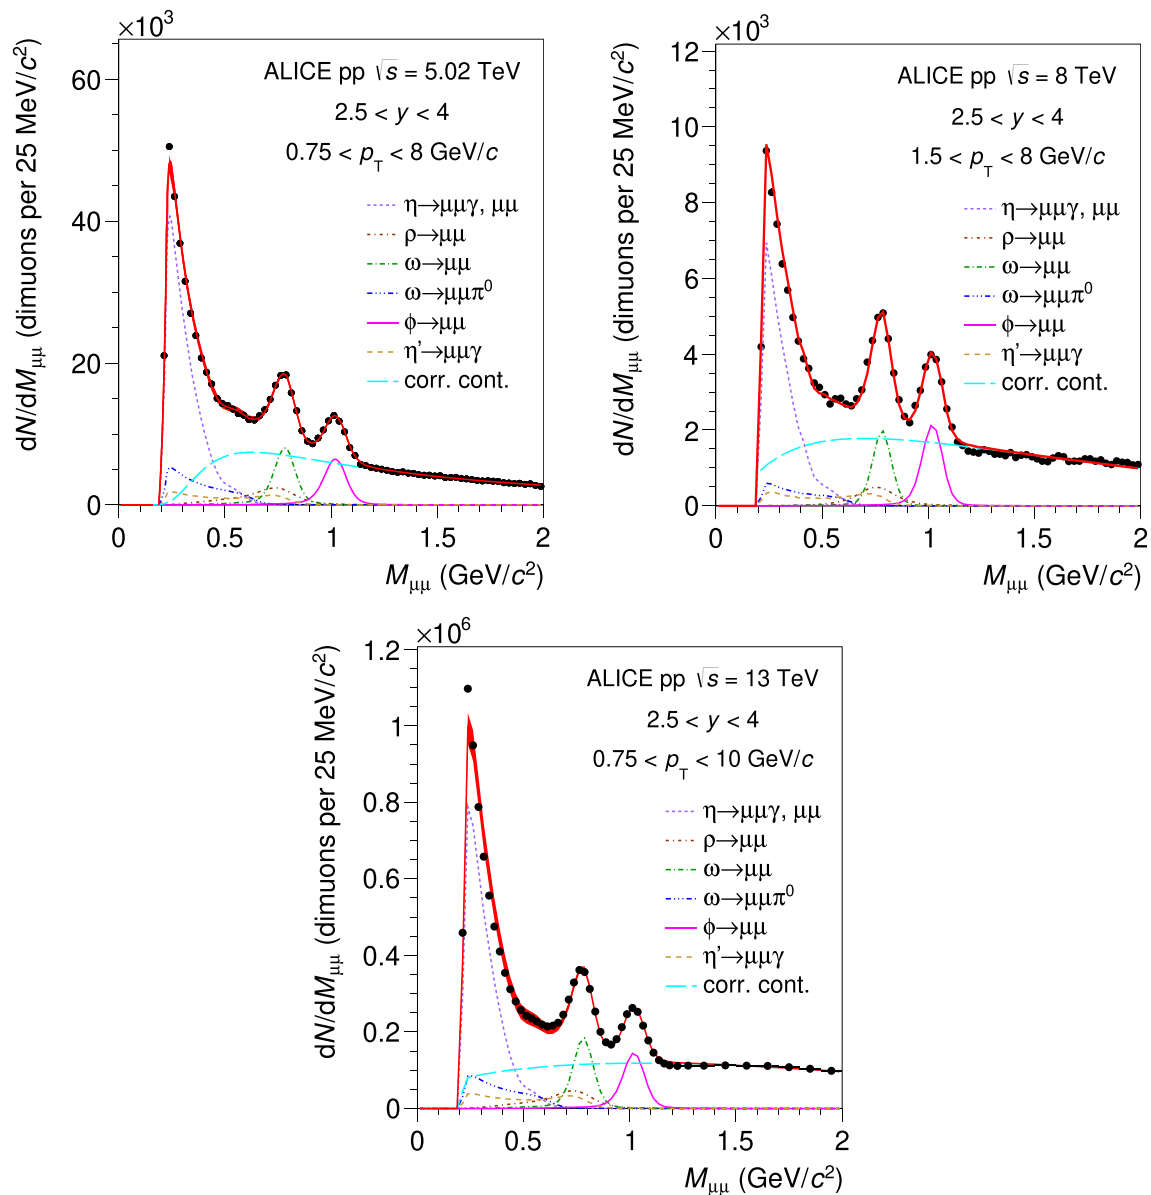 ×10³
dN/dMμμ (dimuons per 25 MeV/c²)
60
40
20
0
ALICE pp √s = 5.02 TeV
2.5 < y < 4
0.75 < pT < 8 GeV/c
η→μμγ, μμ
ρ→μμ
ω→μμ
ω→μμπ⁰
ϕ→μμ
η'→μμγ
corr. cont.
0 0.5 1 1.5 2
Mμμ (GeV/c²)
×10³
dN/dMμμ (dimuons per 25 MeV/c²)
12
10
8
6
4
2
0
ALICE pp √s = 8 TeV
2.5 < y < 4
1.5 < pT < 8 GeV/c
η→μμγ, μμ
ρ→μμ
ω→μμ
ω→μμπ⁰
ϕ→μμ
η'→μμγ
corr. cont.
0 0.5 1 1.5 2
Mμμ (GeV/c²)
×10⁶
dN/dMμμ (dimuons per 25 MeV/c²)
1.2
1
0.8
0.6
0.4
0.2
0
ALICE pp √s = 13 TeV
2.5 < y < 4
0.75 < pT < 10 GeV/c
η→μμγ, μμ
ρ→μμ
ω→μμ
ω→μμπ⁰
ϕ→μμ
η'→μμγ
corr. cont.
0 0.5 1 1.5 2
Mμμ (GeV/c²)